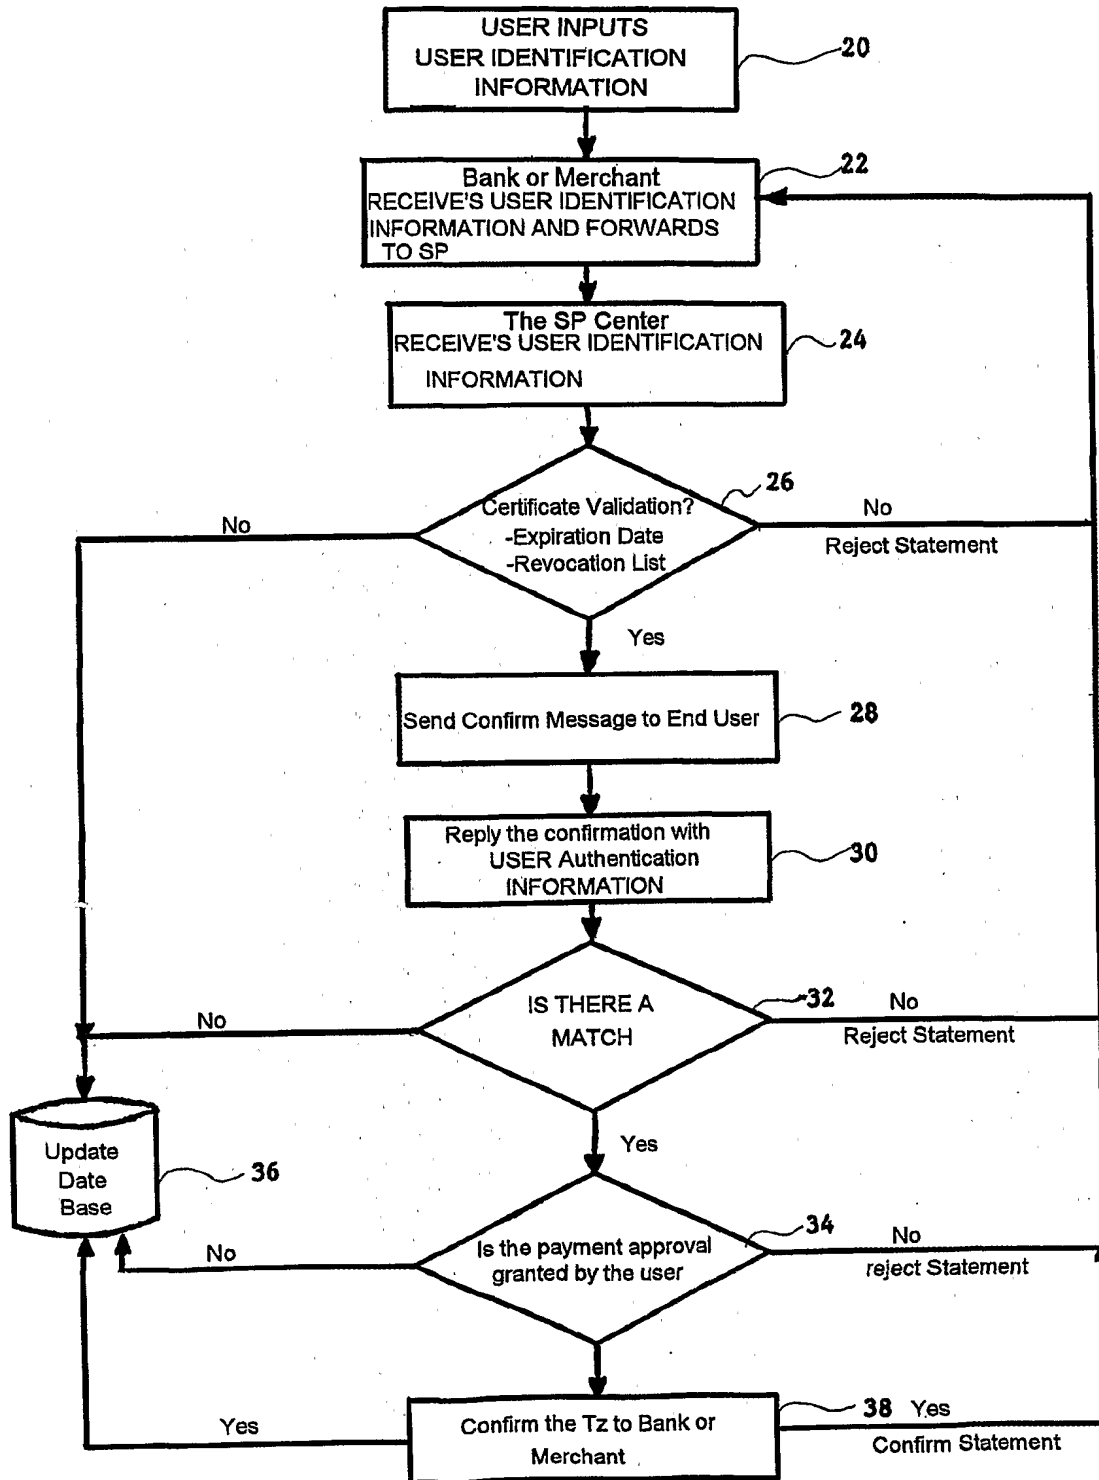 USER INPUTS
USER IDENTIFICATION
INFORMATION
20
Bank or Merchant
RECEIVE'S USER IDENTIFICATION
INFORMATION AND FORWARDS
TO SP
22
The SP Center
RECEIVE'S USER IDENTIFICATION
INFORMATION
24
Certificate Validation?
-Expiration Date
-Revocation List
26
No
No
Reject Statement
Yes
Send Confirm Message to End User
28
Reply the confirmation with
USER Authentication
INFORMATION
30
IS THERE A
MATCH
32
No
No
Reject Statement
Yes
Update
Date
Base
36
Is the payment approval
granted by the user
34
No
No
reject Statement
Confirm the Tz to Bank or
Merchant
38
Yes
Yes
Confirm Statement